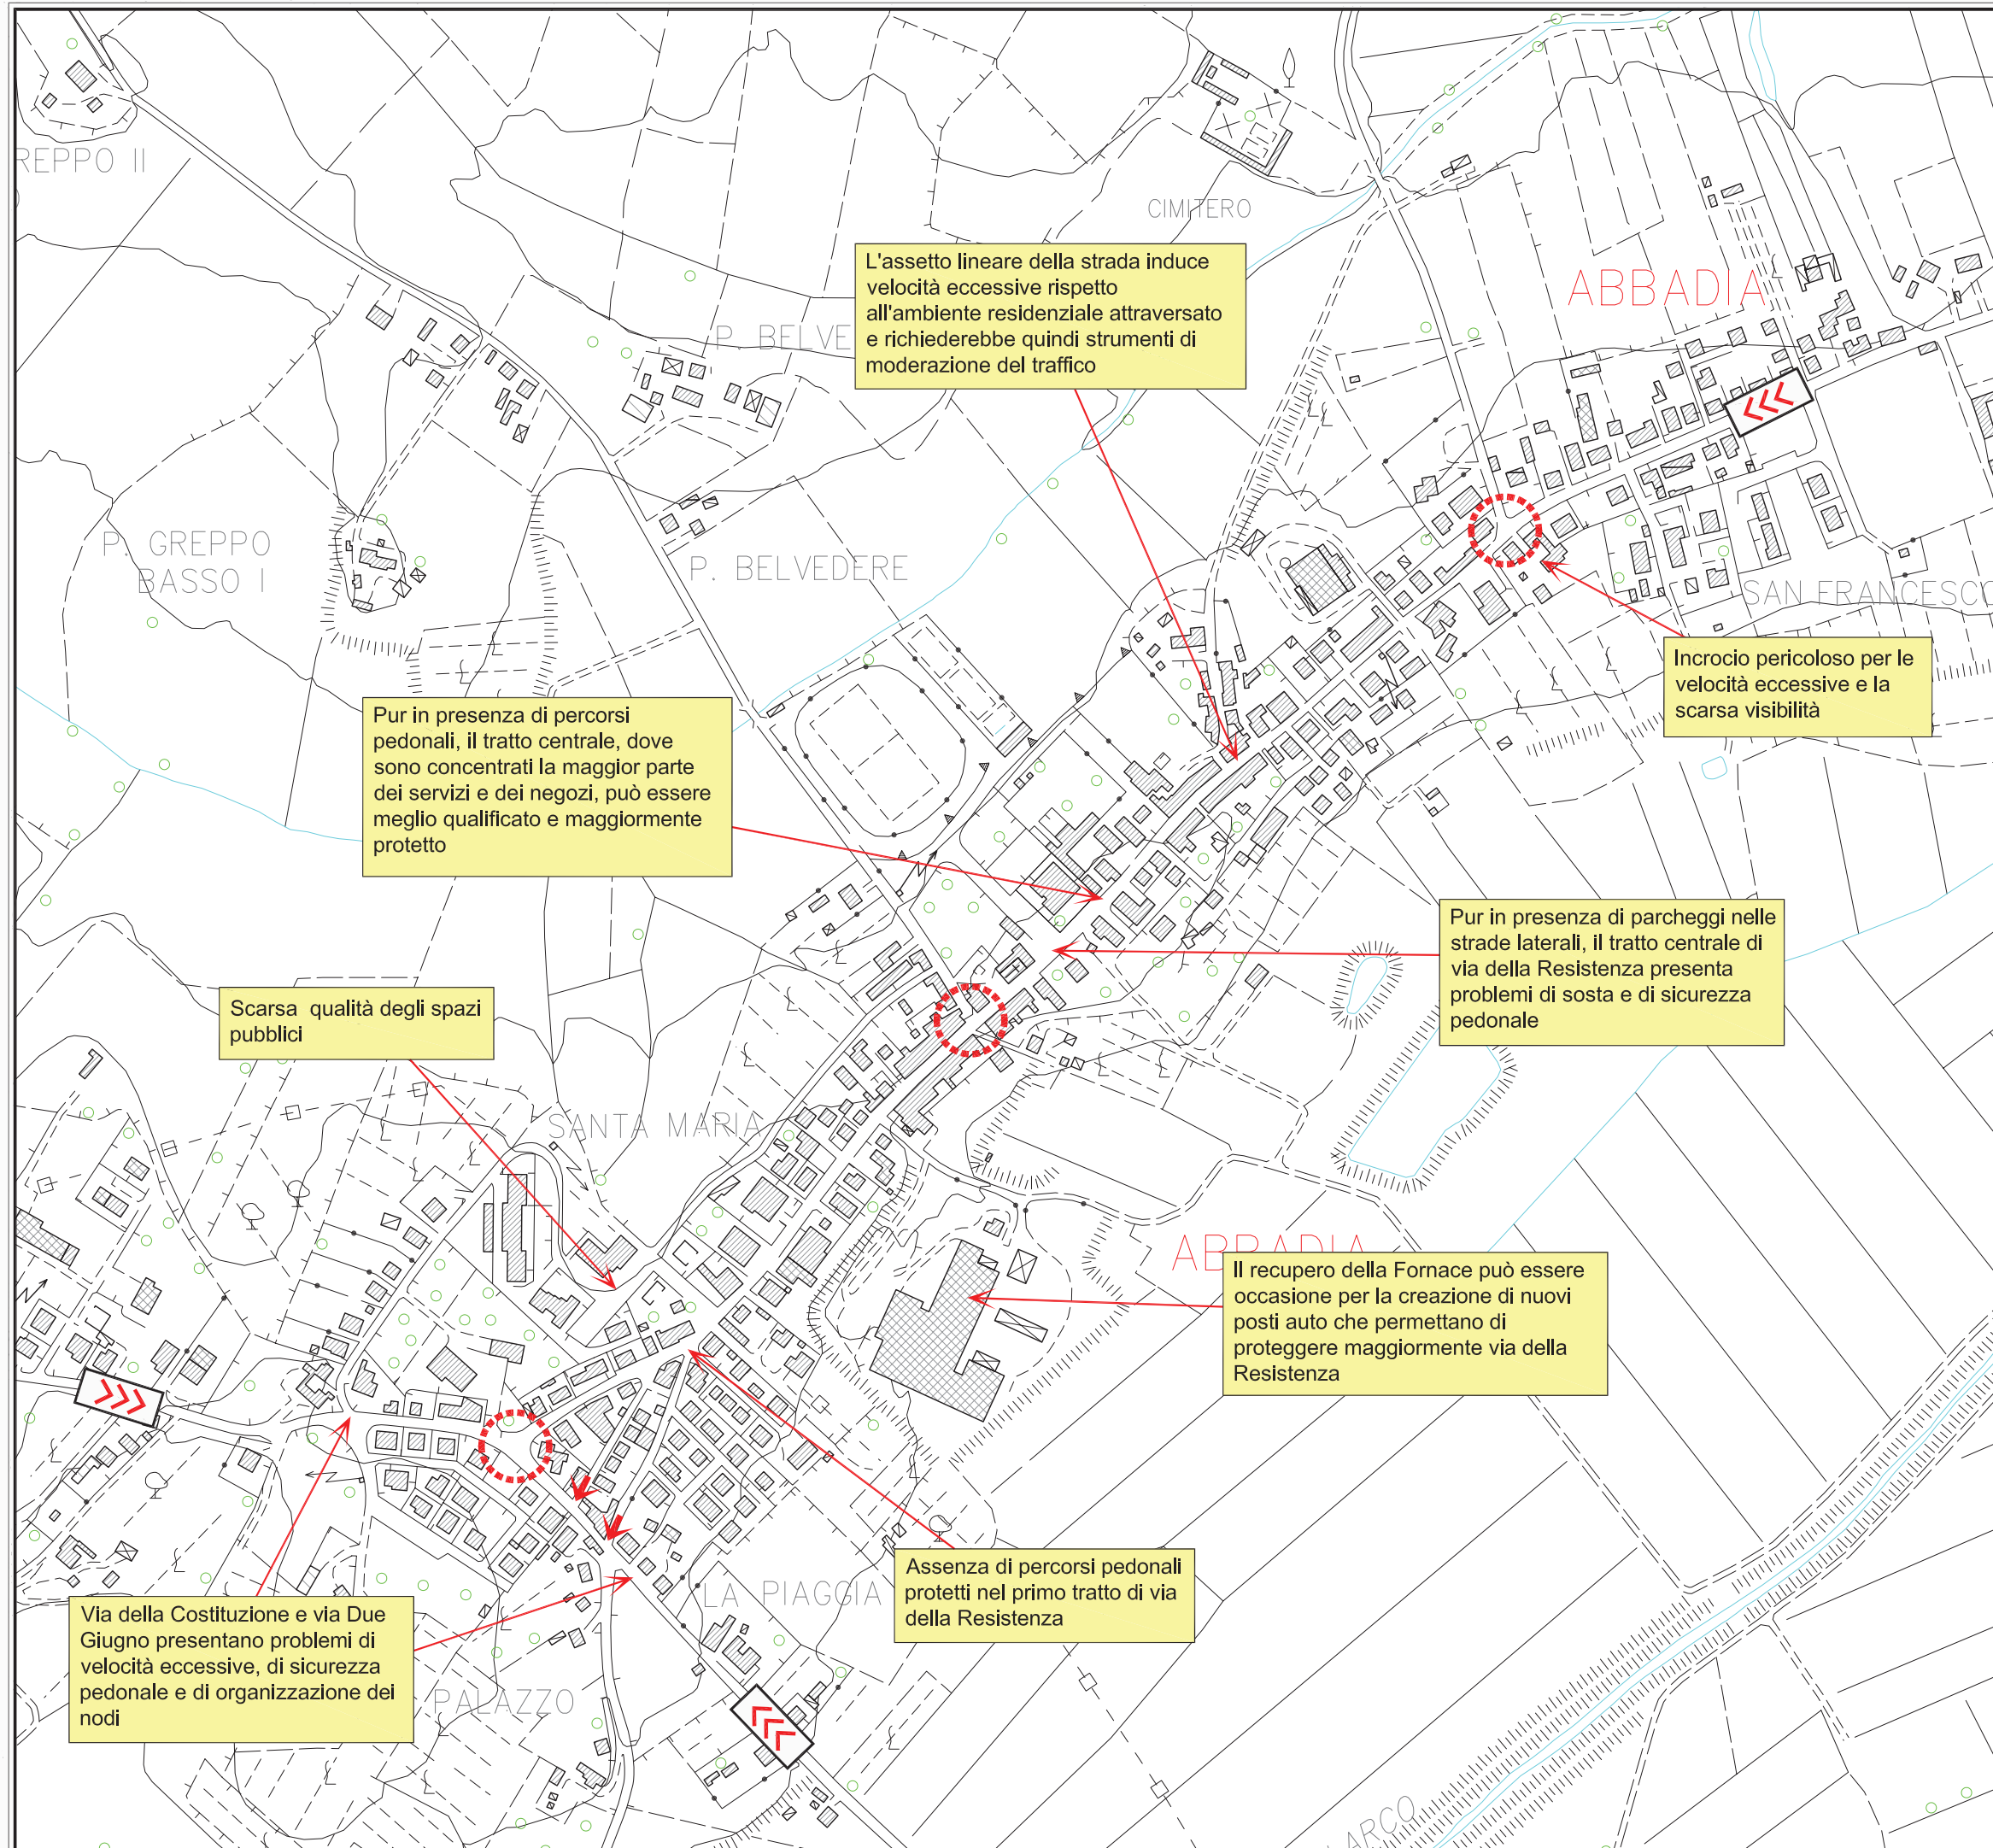 REPPO II
CIMITERO
L'assetto lineare della strada induce
velocità eccessive rispetto
all'ambiente residenziale attraversato
e richiederebbe quindi strumenti di
moderazione del traffico
ABBADIA
P. BELVE
P. GREPPO
BASSO I
P. BELVEDERE
SAN FRANCESCO
Incrocio pericoloso per le
velocità eccessive e la
scarsa visibilità
Pur in presenza di percorsi
pedonali, il tratto centrale, dove
sono concentrati la maggior parte
dei servizi e dei negozi, può essere
meglio qualificato e maggiormente
protetto
Pur in presenza di parcheggi nelle
strade laterali, il tratto centrale di
via della Resistenza presenta
problemi di sosta e di sicurezza
pedonale
Scarsa  qualità degli spazi
pubblici
SANTA MARIA
ABBADIA
Il recupero della Fornace può essere
occasione per la creazione di nuovi
posti auto che permettano di
proteggere maggiormente via della
Resistenza
Assenza di percorsi pedonali
protetti nel primo tratto di via
della Resistenza
LA PIAGGIA
Via della Costituzione e via Due
Giugno presentano problemi di
velocità eccessive, di sicurezza
pedonale e di organizzazione dei
nodi
PALAZZO
ARCO